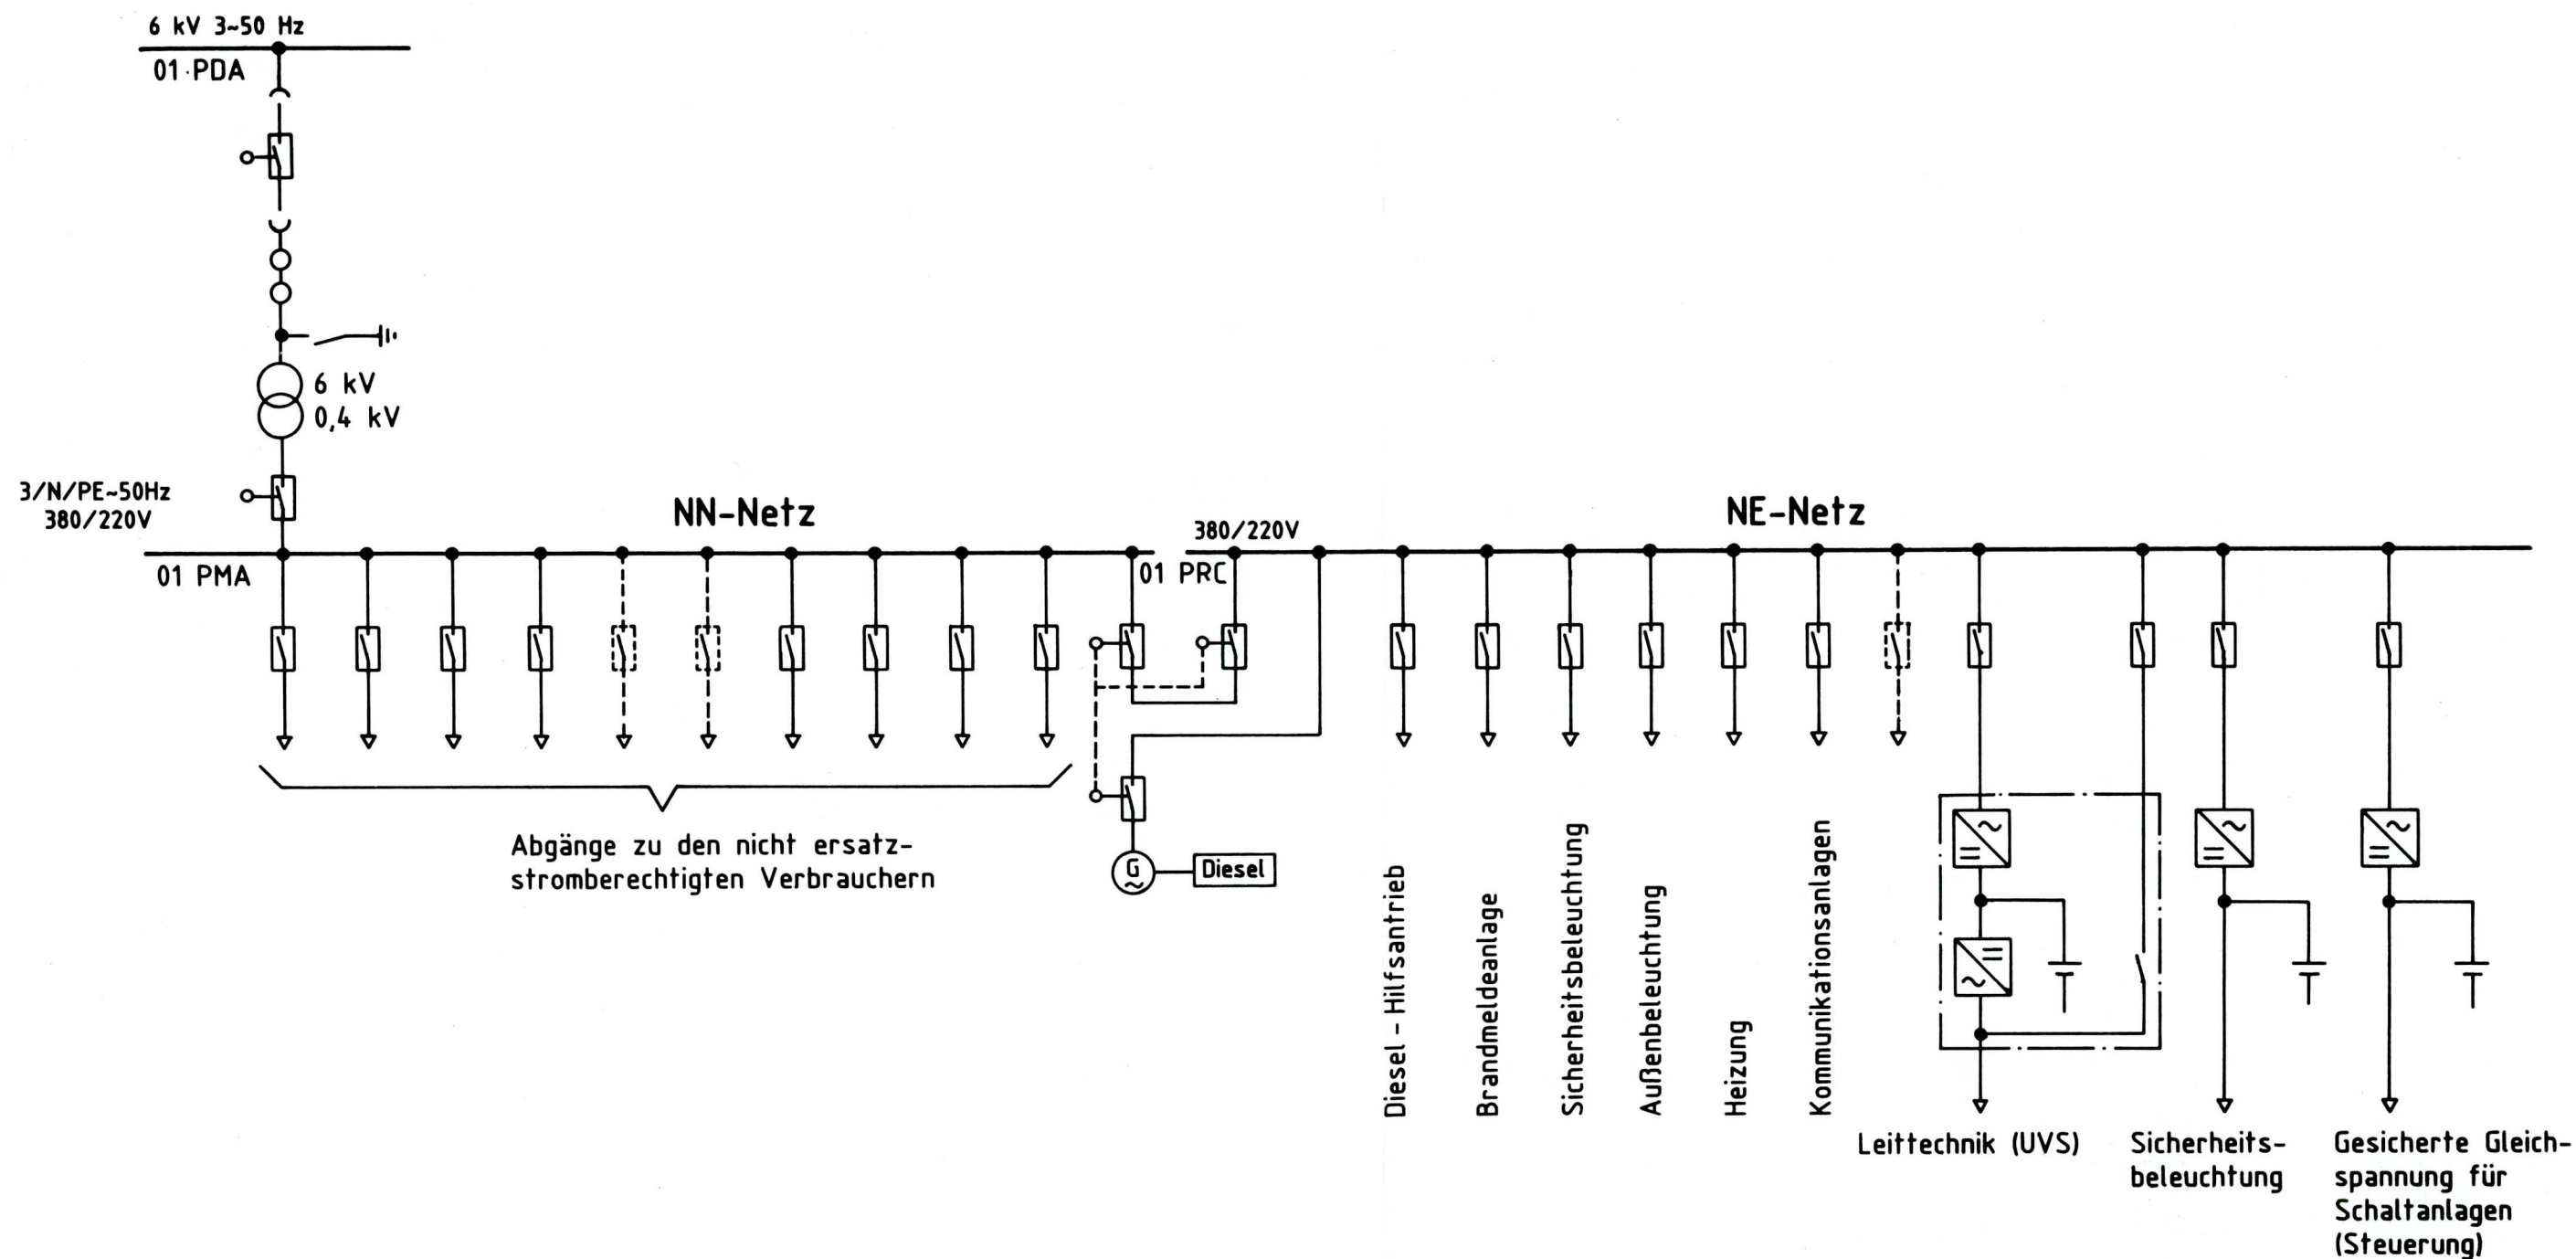 6 kV 3~50 Hz
01 PDA
6 kV
0,4 kV
3/N/PE~50Hz
380/220V
NN-Netz
380/220V
NE-Netz
01 PMA
01 PRC
Abgänge zu den nicht ersatz-
stromberechtigten Verbrauchern
G
Diesel
Diesel - Hilfsantrieb
Brandmeldeanlage
Sicherheitsbeleuchtung
Außenbeleuchtung
Heizung
Kommunikationsanlagen
Leittechnik (UVS)
Sicherheits-
beleuchtung
Gesicherte Gleich-
spannung für
Schaltanlagen
(Steuerung)